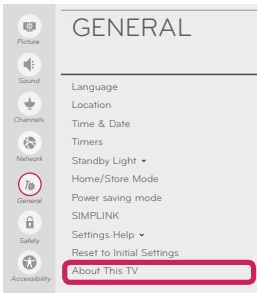 GENERAL
Picture
Sound
Channels
Network
General
Safety
Accessibility
Language
Location
Time & Date
Timers
Standby Light
Home/Store Mode
Power saving mode
SIMPLINK
Settings Help
Reset to Initial Settings
About This TV